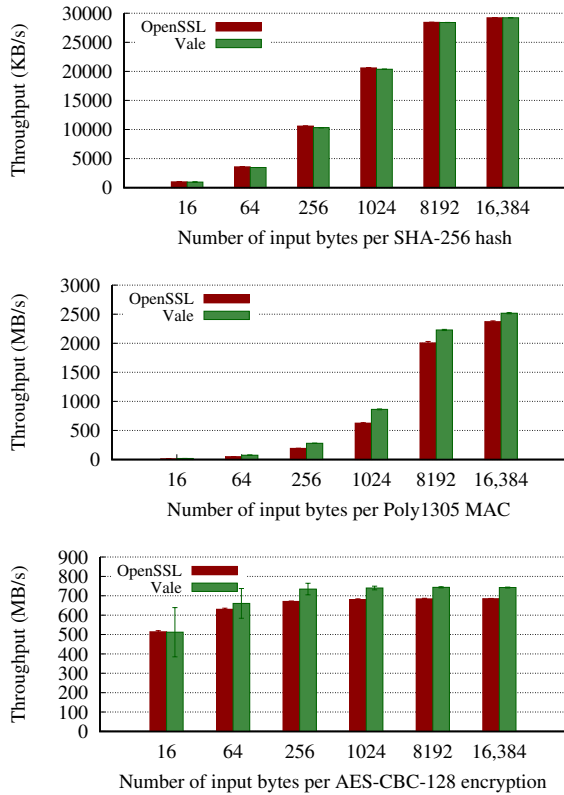 Throughput (KB/s)
30000
25000
20000
15000
10000
5000
0
OpenSSL
Vale
16 64 256 1024 8192 16,384
Number of input bytes per SHA-256 hash
Throughput (MB/s)
3000
2500
2000
1500
1000
500
0
OpenSSL
Vale
16 64 256 1024 8192 16,384
Number of input bytes per Poly1305 MAC
Throughput (MB/s)
900
800
700
600
500
400
300
200
100
0
OpenSSL
Vale
16 64 256 1024 8192 16,384
Number of input bytes per AES-CBC-128 encryption